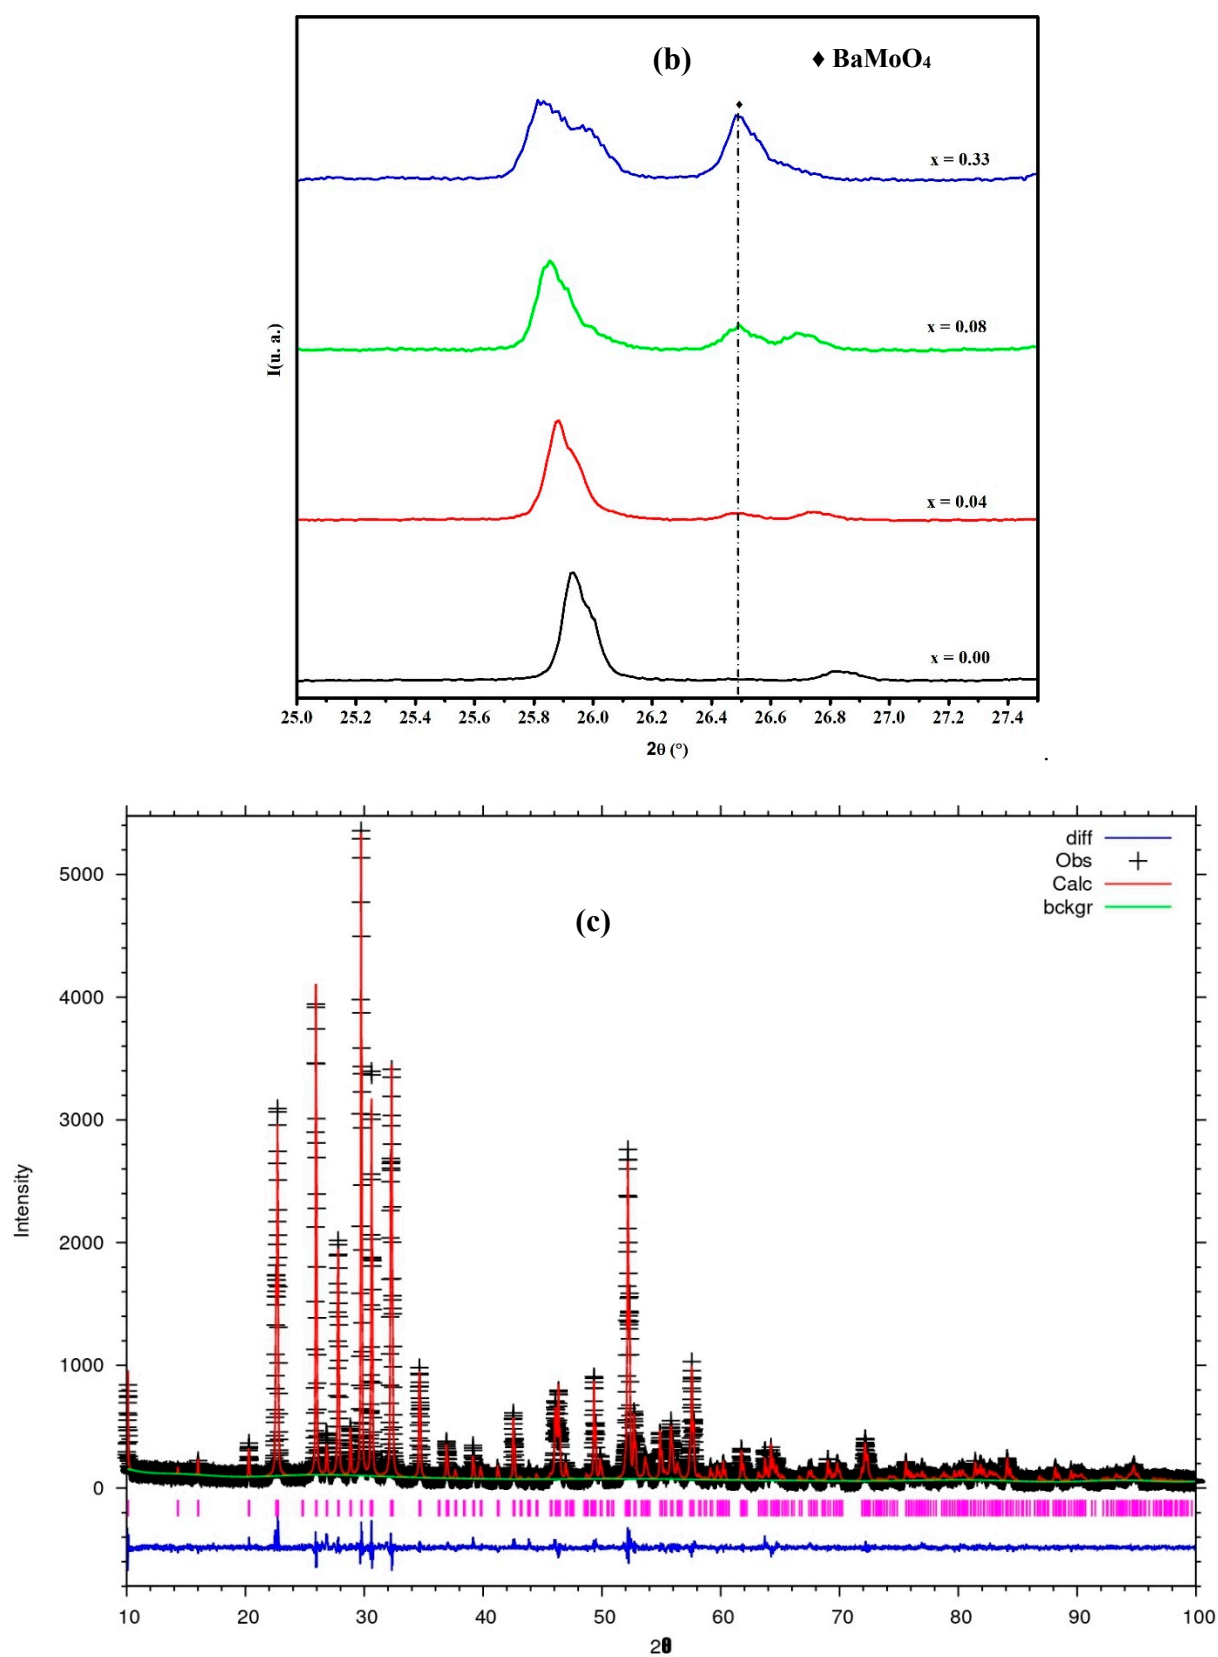 (b)
♦ BaMoO₄
x = 0.33
x = 0.08
I(u. a.)
x = 0.04
x = 0.00
25.0 25.2 25.4 25.6 25.8 26.0 26.2 26.4 26.6 26.8 27.0 27.2 27.4
2θ (°)
.
diff
Obs
Calc
bckgr
(c)
5000
4000
3000
2000
1000
0
Intensity
10 20 30 40 50 60 70 80 90 100
2θ